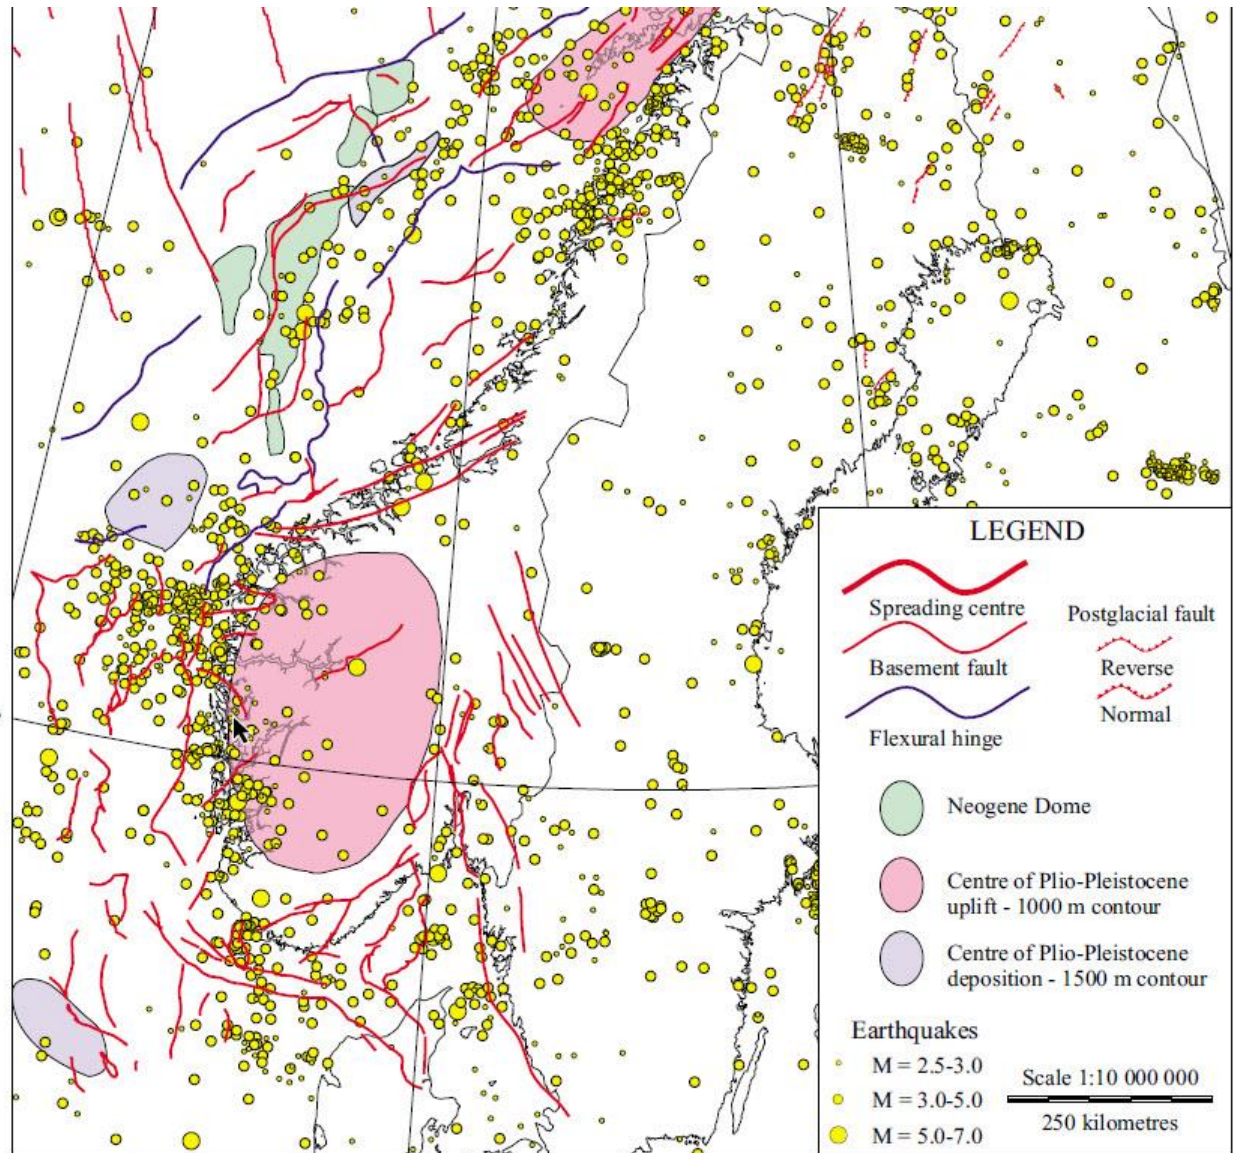 LEGEND
Spreading centre
Basement fault
Flexural hinge
Postglacial fault
Reverse
Normal
Neogene Dome
Centre of Plio-Pleistocene
uplift - 1000 m contour
Centre of Plio-Pleistocene
deposition - 1500 m contour
Earthquakes
M = 2.5-3.0
M = 3.0-5.0
M = 5.0-7.0
Scale 1:10 000 000
250 kilometres